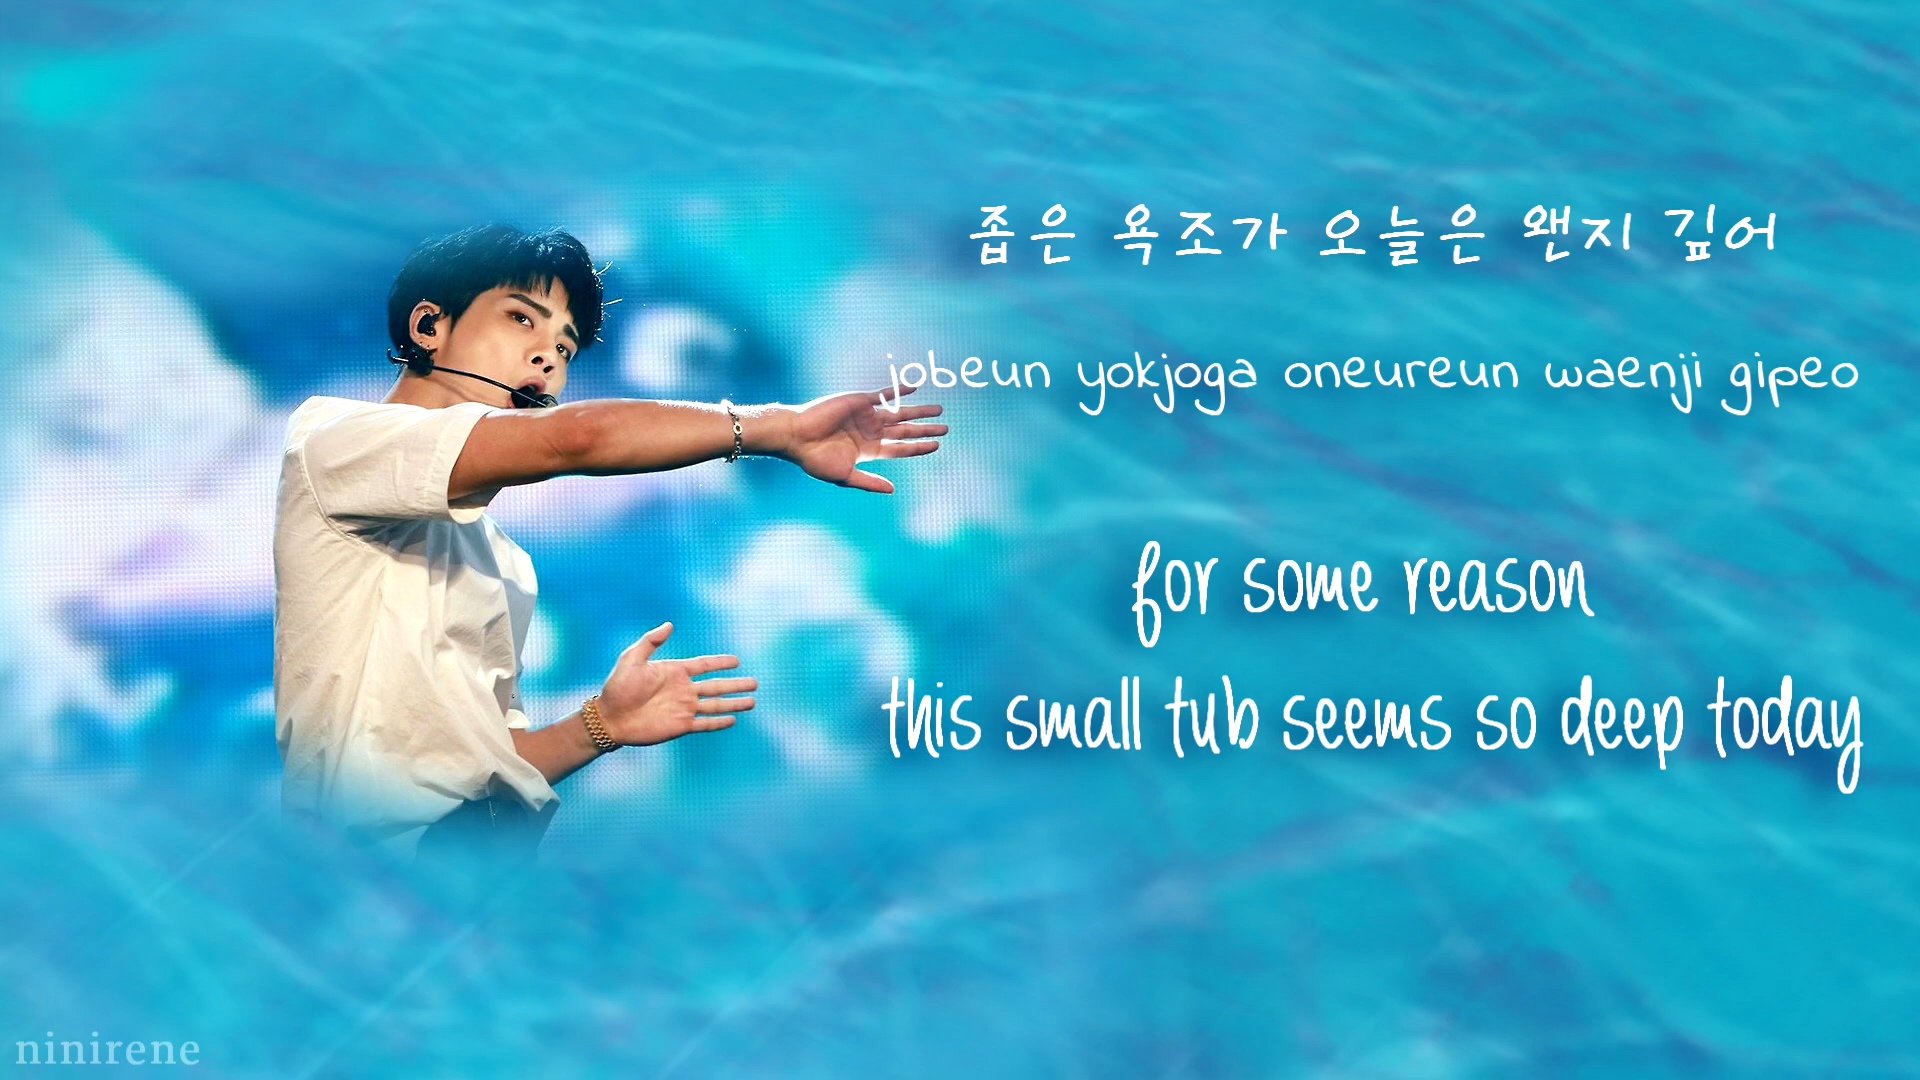 좁은 욕조가 오늘은 왠지 깊어
jobeun yokjoga oneureun waenji gipeo
for some reason
this small tub seems so deep today
ninirene